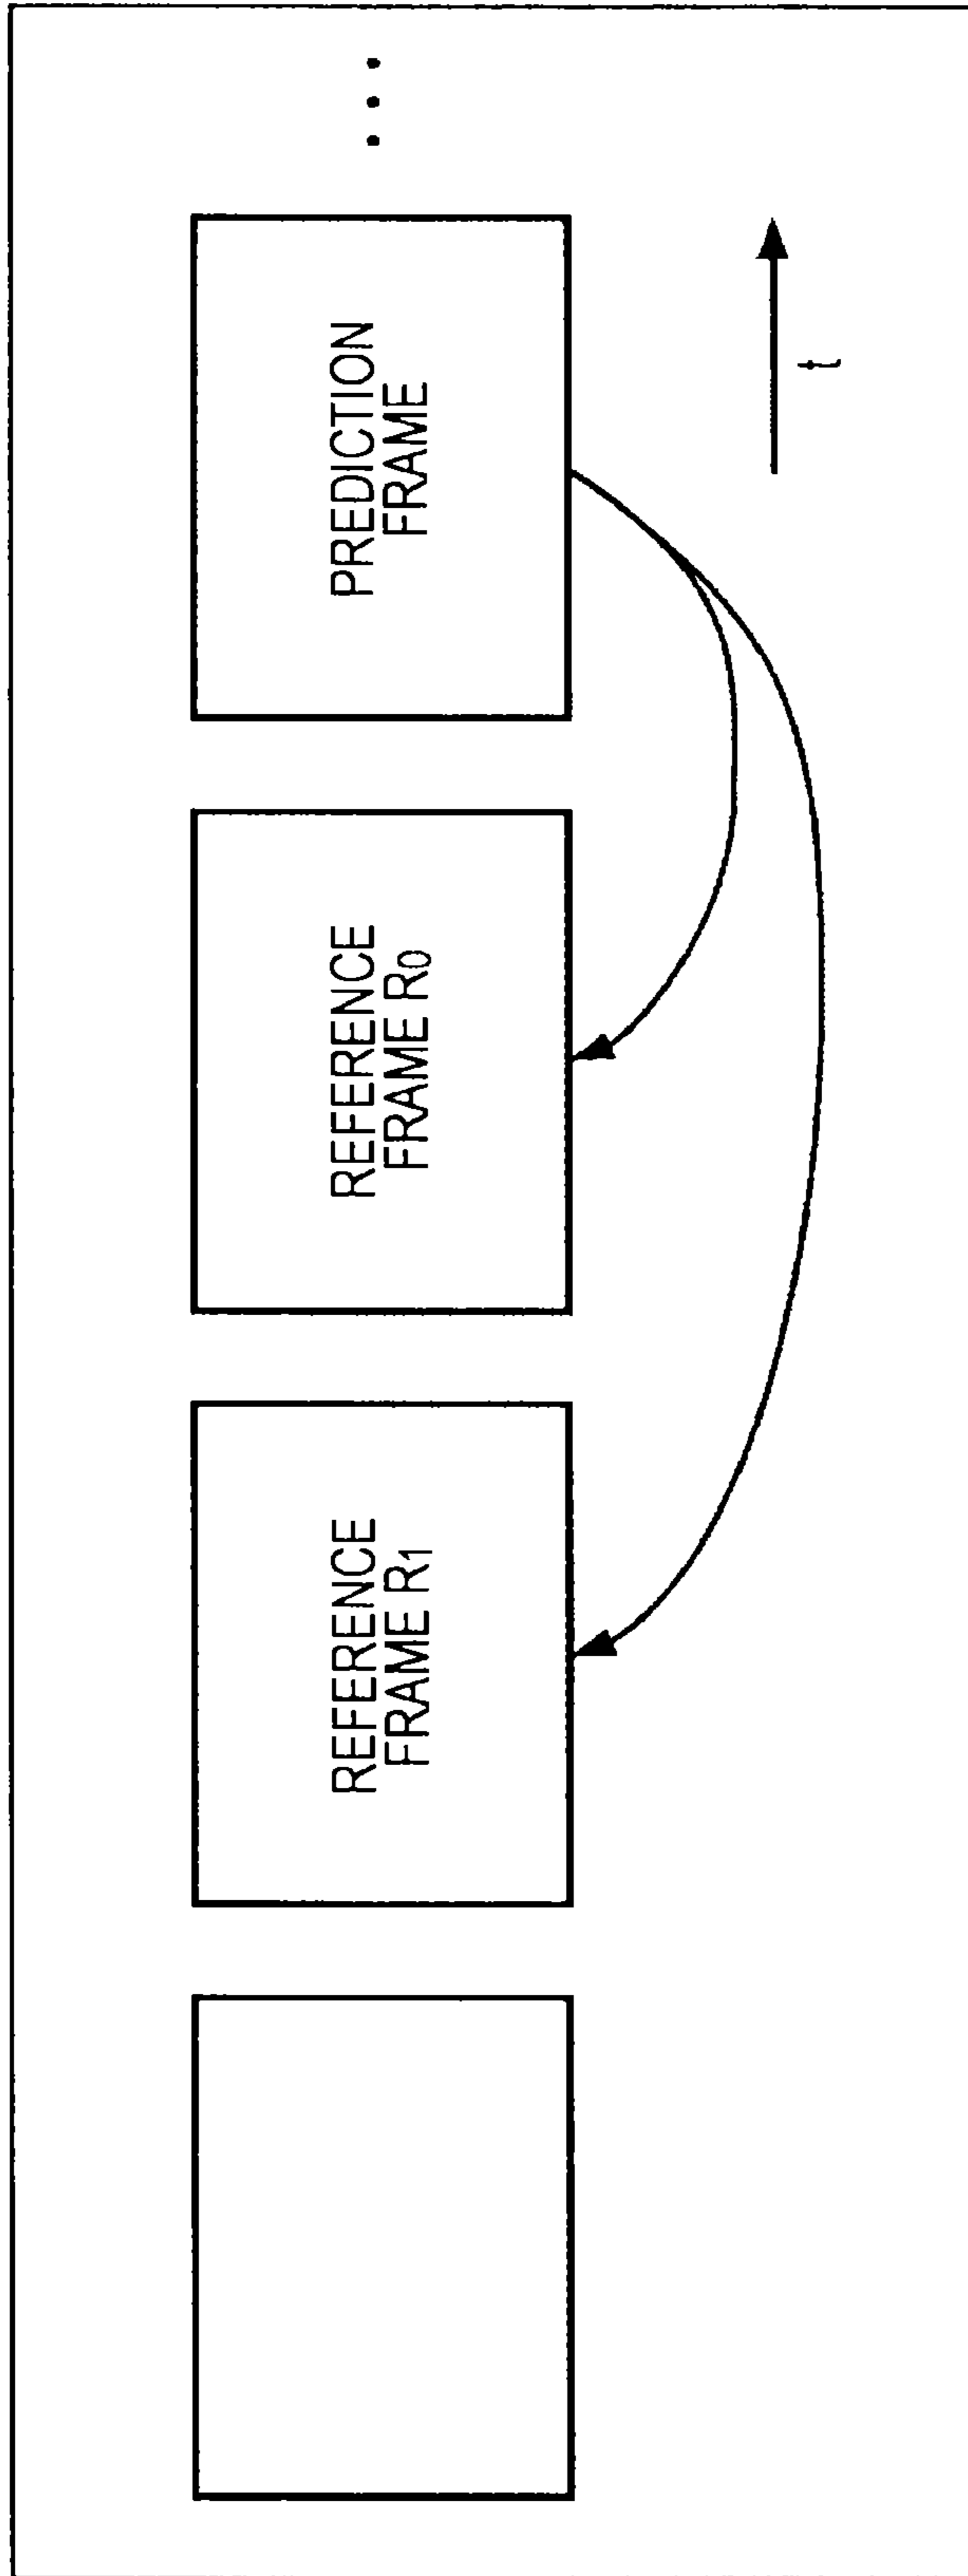 REFERENCE
FRAME R₁
REFERENCE
FRAME R₀
PREDICTION
FRAME
...
t